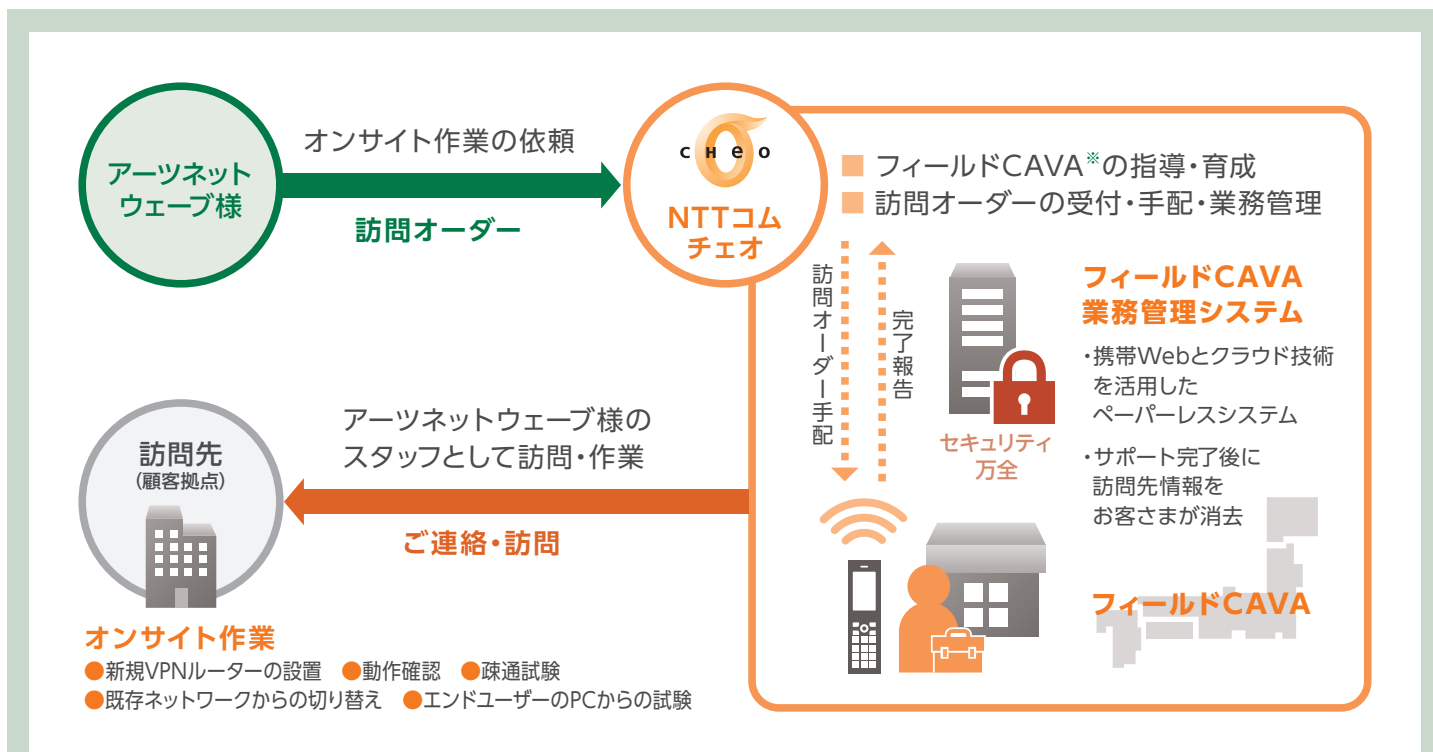 アーツネット
ウェーブ様
オンサイト作業の依頼
訪問オーダー
CHEO
NTTコム
チェオ
■ フィールドCAVA※の指導・育成
■ 訪問オーダーの受付・手配・業務管理
訪問オーダー手配
完了報告
セキュリティ
万全
フィールドCAVA
業務管理システム
・携帯Webとクラウド技術
を活用した
ペーパーレスシステム
・サポート完了後に
訪問先情報を
お客さまが消去
フィールドCAVA
訪問先
(顧客拠点)
アーツネットウェーブ様の
スタッフとして訪問・作業
ご連絡・訪問
オンサイト作業
●新規VPNルーターの設置 ●動作確認 ●疎通試験
●既存ネットワークからの切り替え ●エンドユーザーのPCからの試験